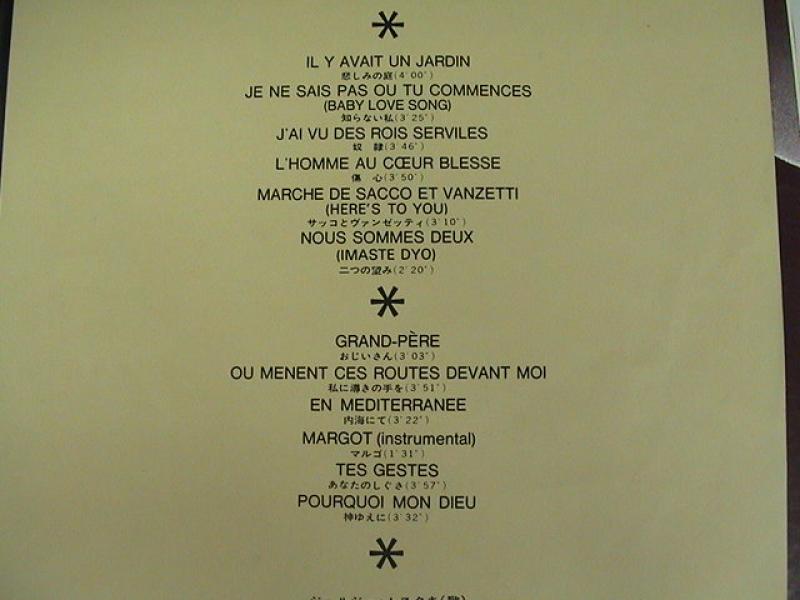 *
IL Y AVAIT UN JARDIN
悲しみの庭(4'00")
JE NE SAIS PAS OU TU COMMENCES
(BABY LOVE SONG)
知らない私(3'25")
J'AI VU DES ROIS SERVILES
奴 隷(3'46")
L'HOMME AU CŒUR BLESSE
傷 心(3'50")
MARCHE DE SACCO ET VANZETTI
(HERE'S TO YOU)
サッコとヴァンゼッティ(3'10")
NOUS SOMMES DEUX
(IMASTE DYO)
二つの望み(2'20")
*
GRAND-PÈRE
おじいさん(3'03")
OU MENENT CES ROUTES DEVANT MOI
私に導きの手を(3'51")
EN MEDITERRANEE
内海にて(3'22")
MARGOT (instrumental)
マルゴ(1'31")
TES GESTES
あなたのしぐさ(3'57")
POURQUOI MON DIEU
神ゆえに(3'32")
*